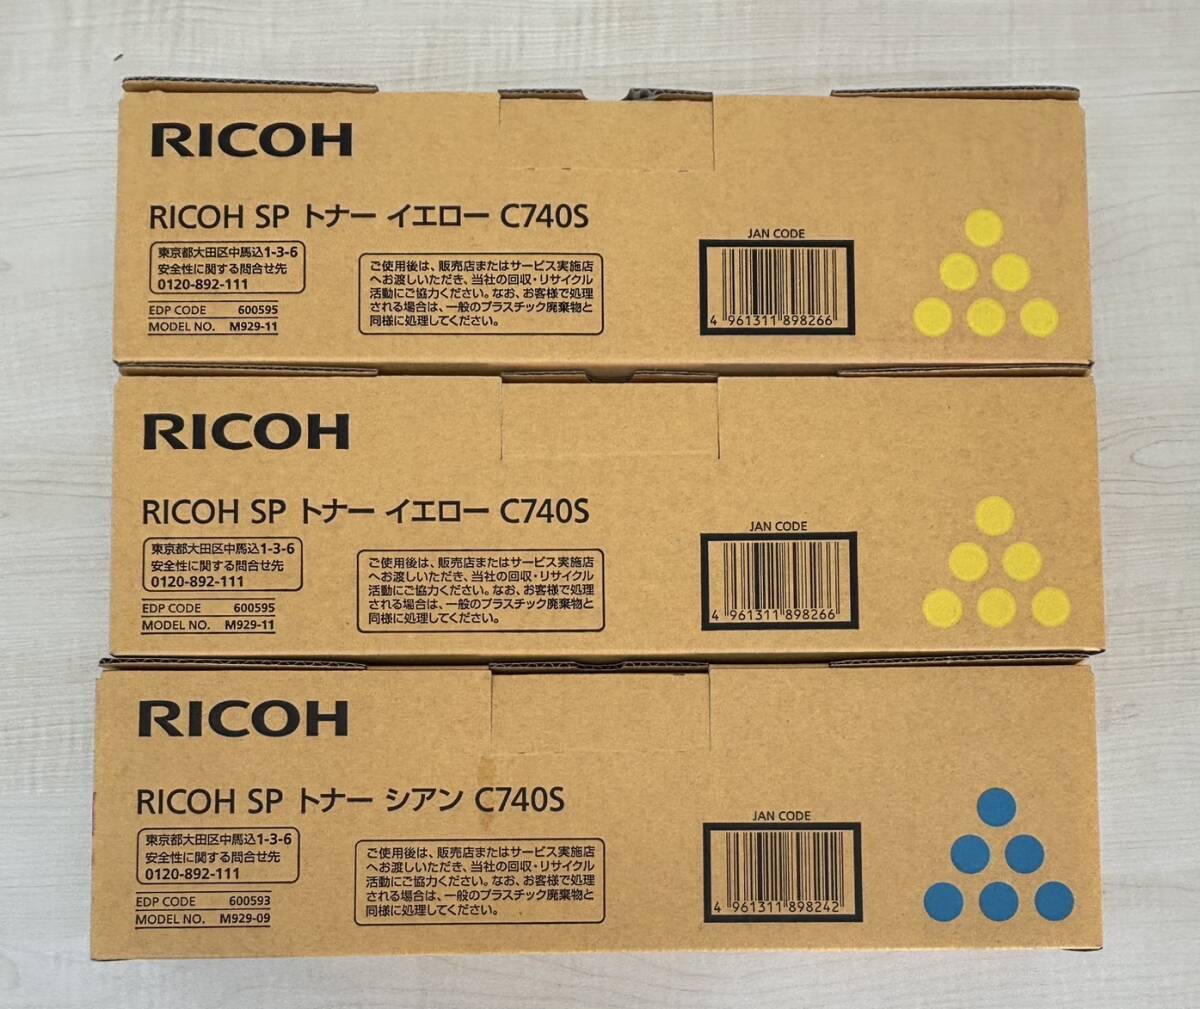 RICOH
RICOH SP トナー イエロー C740S
東京都大田区中馬込1-3-6
安全性に関する問合せ先
0120-892-111
EDP CODE 600595
MODEL NO. M929-11
ご使用後は、販売店またはサービス実施店
へお渡しいただき、当社の回収・リサイクル
活動にご協力ください。なお、お客様で処理
される場合は、一般のプラスチック廃棄物と
同様に処理してください。
JAN CODE
4 961311 898266
RICOH
RICOH SP トナー イエロー C740S
東京都大田区中馬込1-3-6
安全性に関する問合せ先
0120-892-111
EDP CODE 600595
MODEL NO. M929-11
ご使用後は、販売店またはサービス実施店
へお渡しいただき、当社の回収・リサイクル
活動にご協力ください。なお、お客様で処理
される場合は、一般のプラスチック廃棄物と
同様に処理してください。
JAN CODE
4 961311 898266
RICOH
RICOH SP トナー シアン C740S
東京都大田区中馬込1-3-6
安全性に関する問合せ先
0120-892-111
EDP CODE 600593
MODEL NO. M929-09
ご使用後は、販売店またはサービス実施店
へお渡しいただき、当社の回収・リサイクル
活動にご協力ください。なお、お客様で処理
される場合は、一般のプラスチック廃棄物と
同様に処理してください。
JAN CODE
4 961311 898242